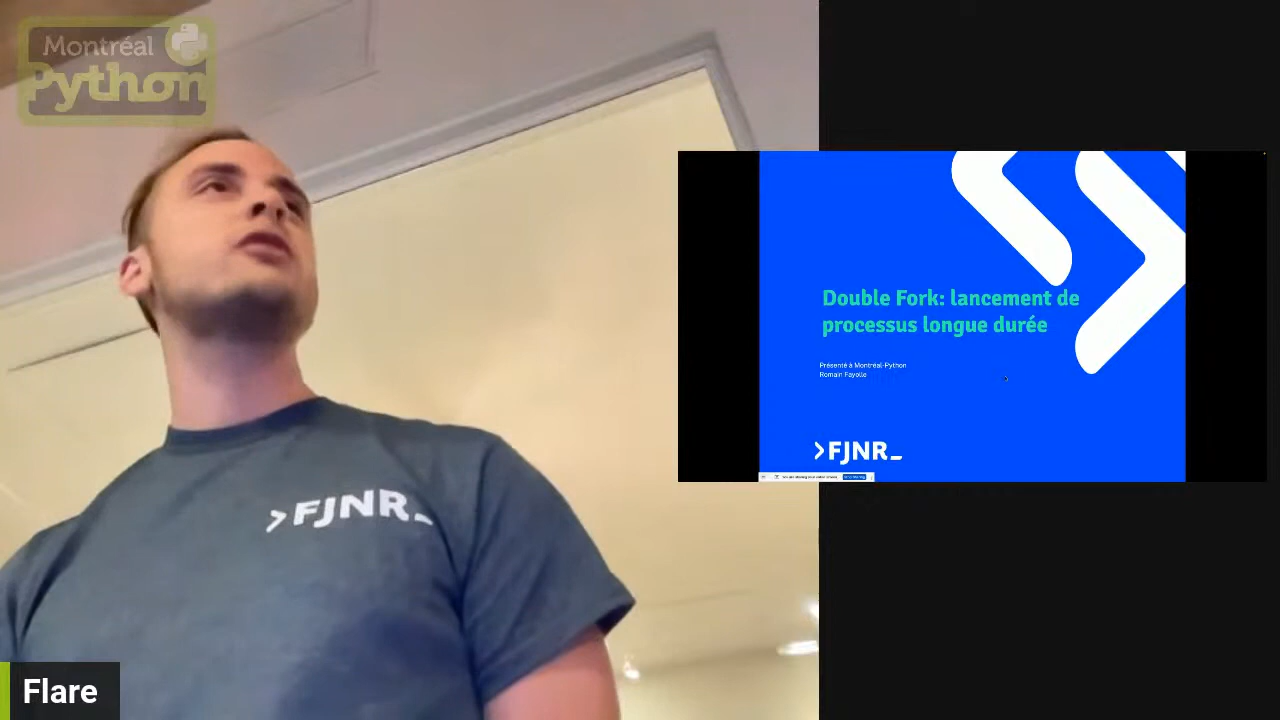 Montréal
Python
Double Fork: lancement de
processus longue durée
Présenté à Montréal-Python
Romain Fayolle
>FJNR_
>FJNR_
Flare